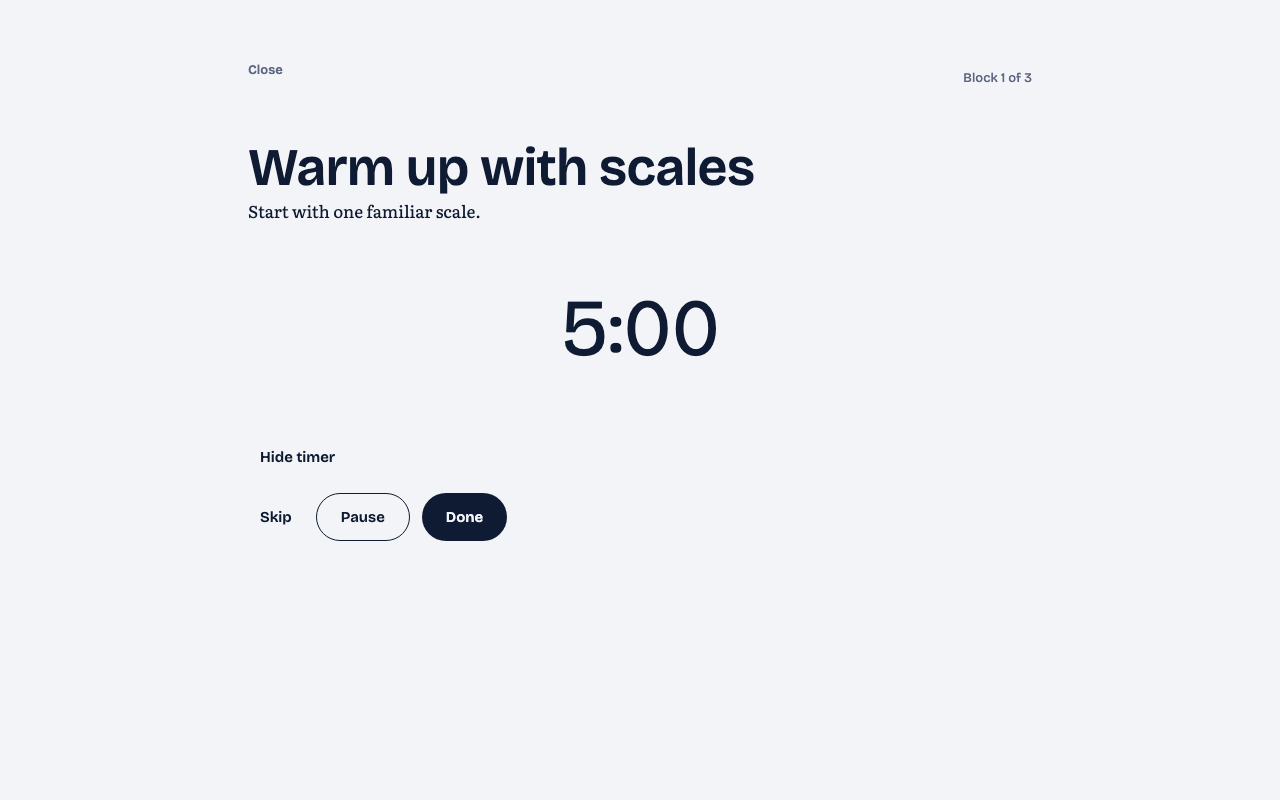 Close
Block 1 of 3
Warm up with scales
Start with one familiar scale.
5:00
Hide timer
Skip
Pause
Done